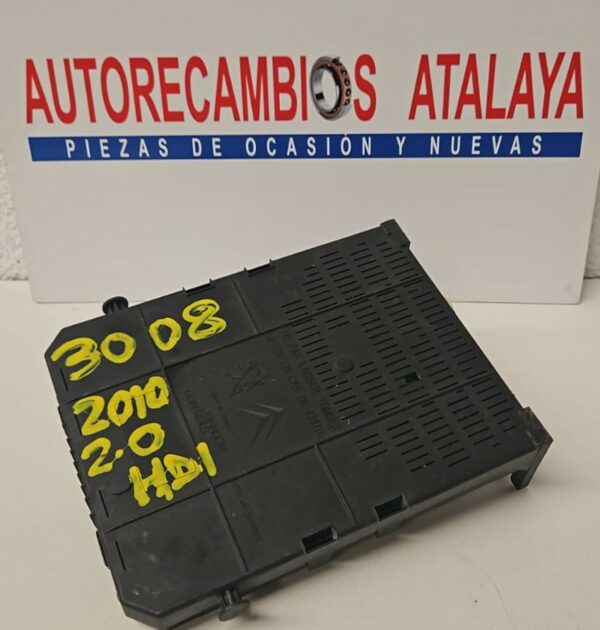 AUTORECAMBIOS ATALAYA
PIEZAS DE OCASIÓN Y NUEVAS
3008
2010
2.0
HDI